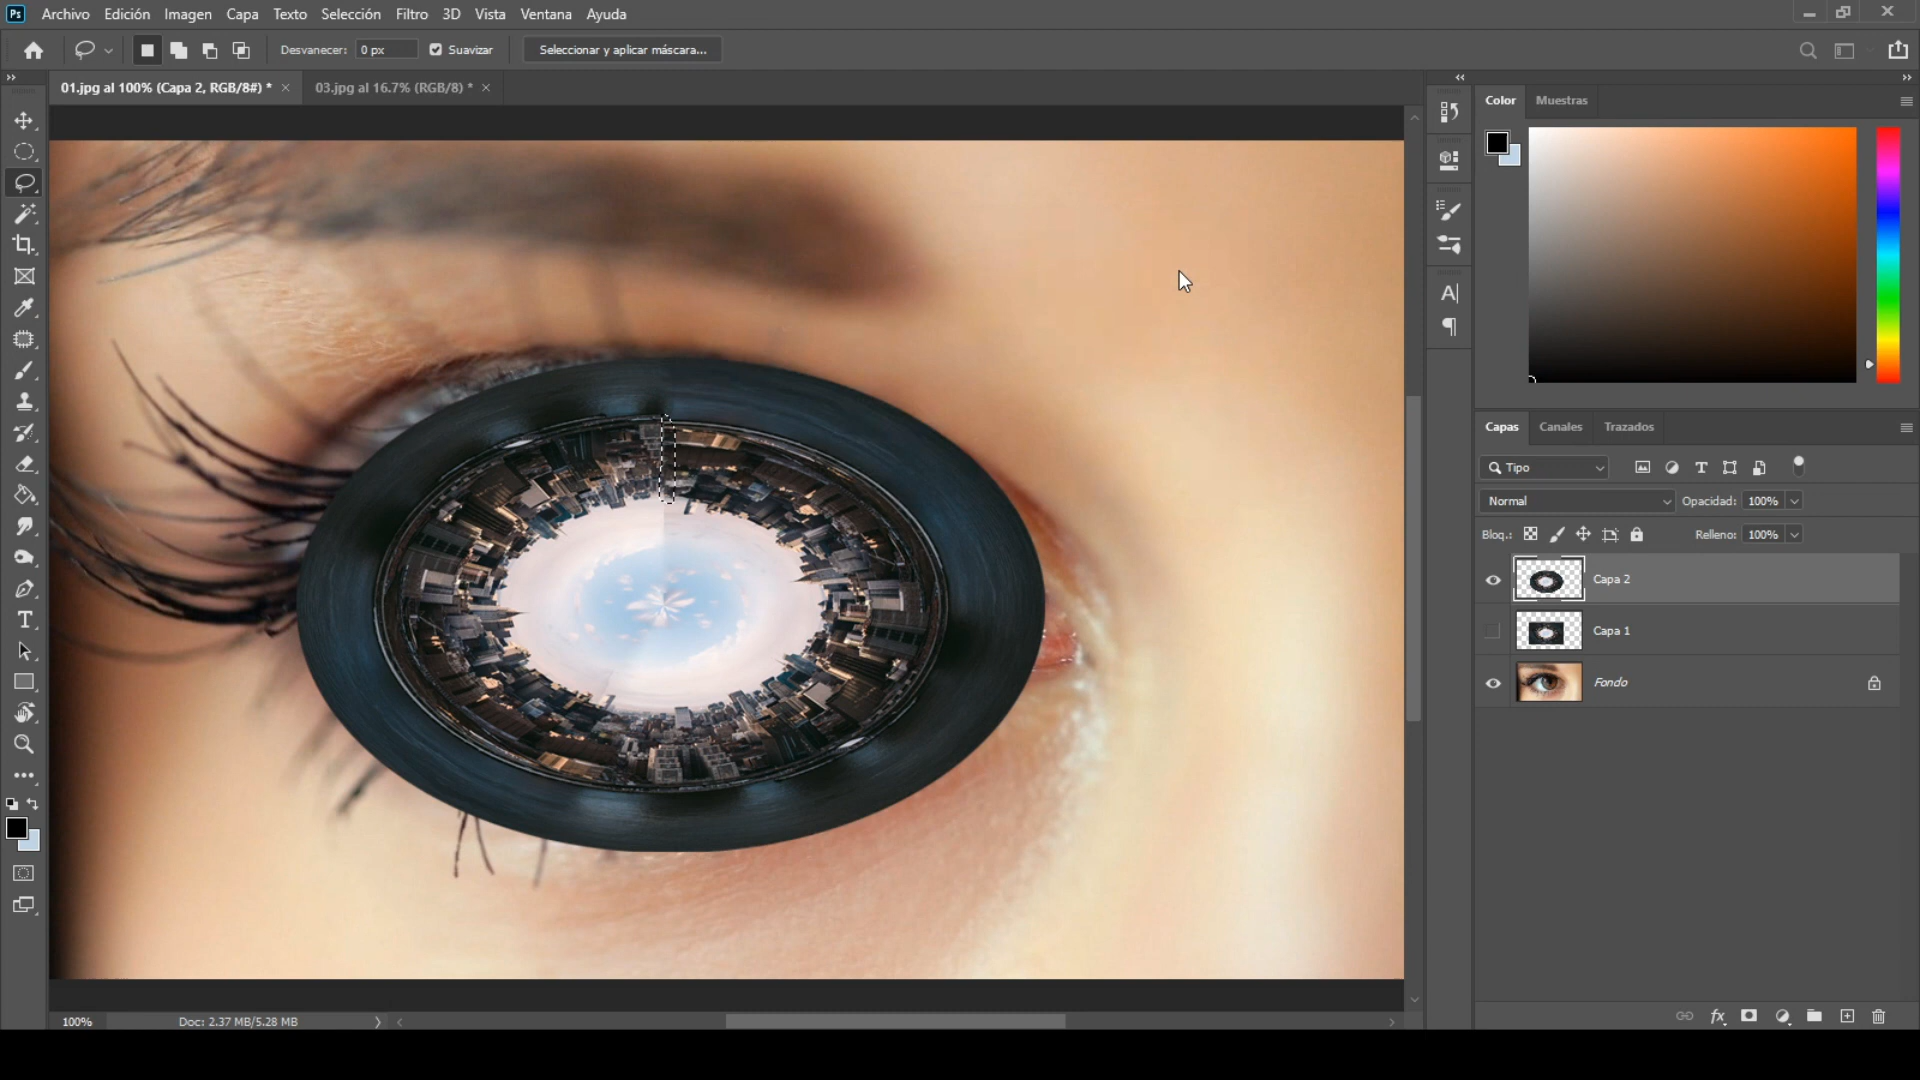 Ps Archivo Edición Imagen Capa Texto Selección Filtro 3D Vista Ventana Ayuda
Desvanecer: 0 px Suavizar Seleccionar y aplicar máscara...
01.jpg al 100% (Capa 2, RGB/8#) * 03.jpg al 16.7% (RGB/8) *
Color Muestras
Capas Canales Trazados
Tipo
Normal Opacidad: 100%
Bloq.: Relleno: 100%
Capa 2
Capa 1
Fondo
fx
100% Doc: 2.37 MB/5.28 MB